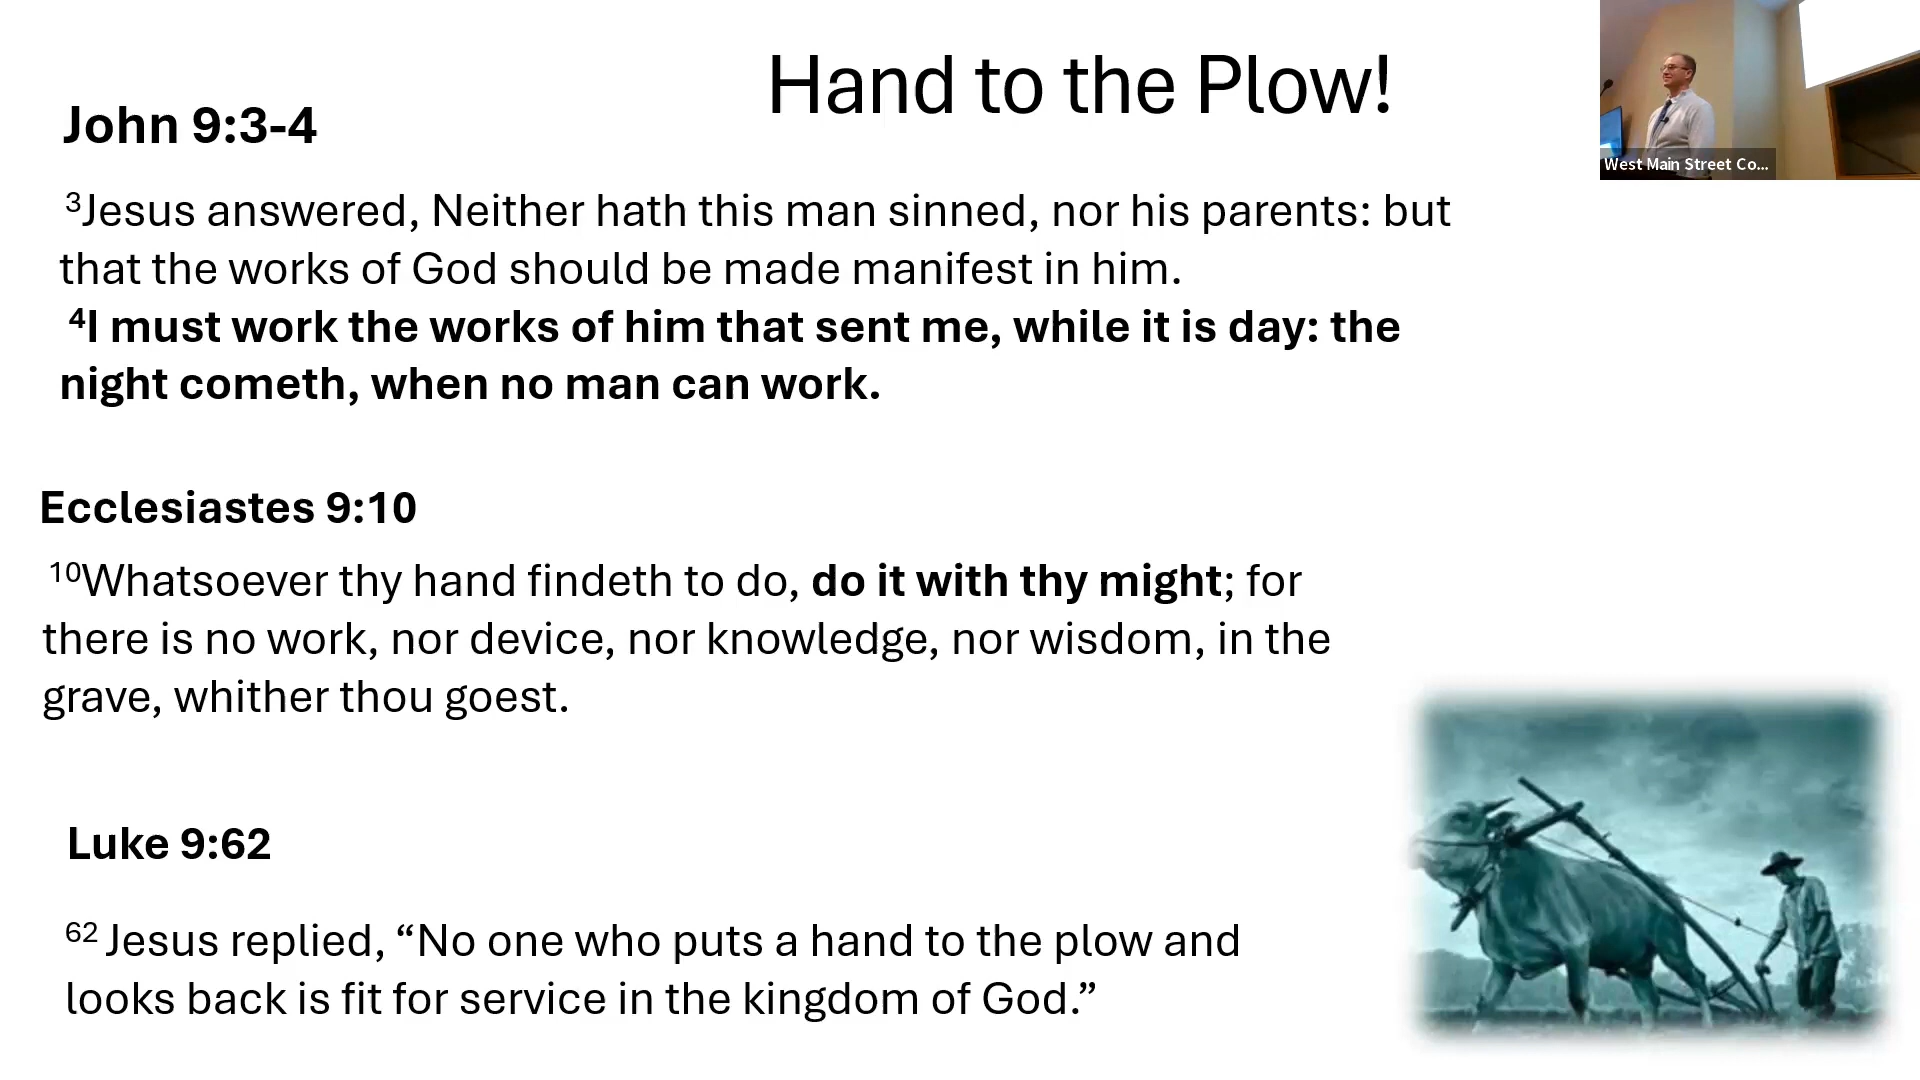 Hand to the Plow!
John 9:3-4
3Jesus answered, Neither hath this man sinned, nor his parents: but
that the works of God should be made manifest in him.
4I must work the works of him that sent me, while it is day: the
night cometh, when no man can work.
Ecclesiastes 9:10
10Whatsoever thy hand findeth to do, do it with thy might; for
there is no work, nor device, nor knowledge, nor wisdom, in the
grave, whither thou goest.
Luke 9:62
62 Jesus replied, “No one who puts a hand to the plow and
looks back is fit for service in the kingdom of God.”
West Main Street Co...